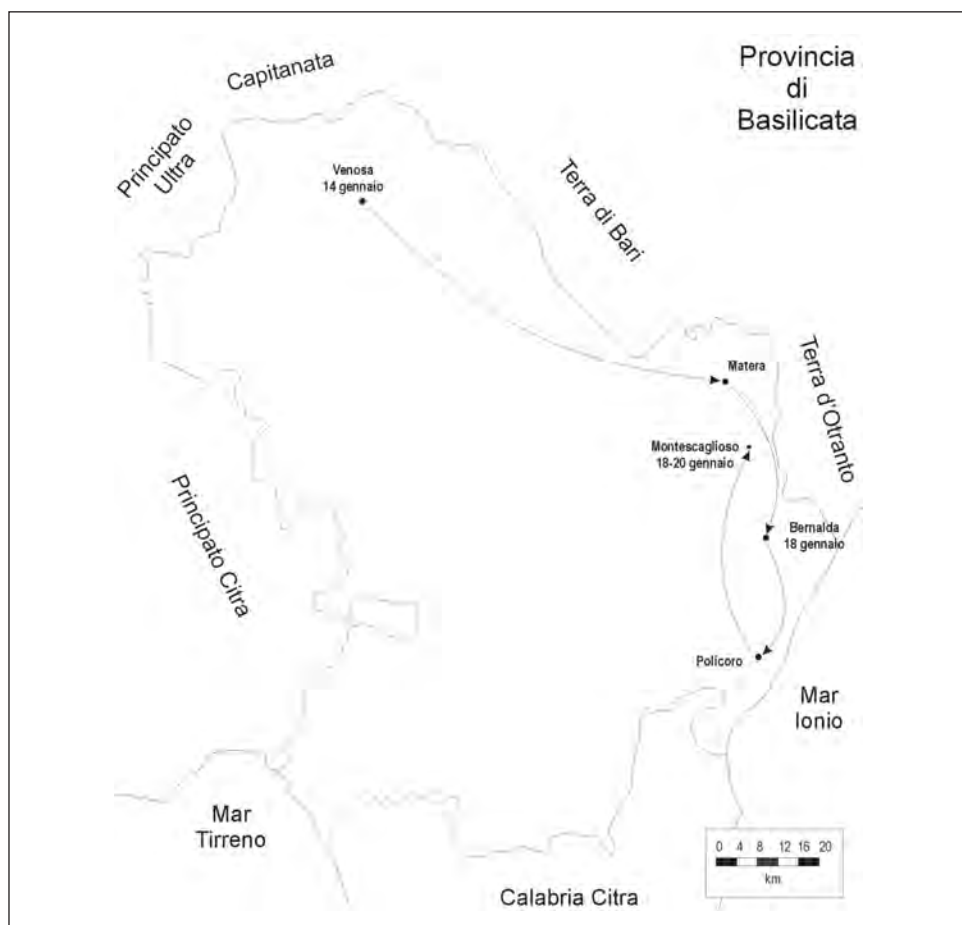 Provincia
di
Basilicata
Capitanata
Principato
Ultra
Venosa
14 gennaio
Terra di Bari
Matera
Terra d'Otranto
Montescaglioso
18-20 gennaio
Principato Citra
Bernalda
18 gennaio
Policoro
Mar
Ionio
Mar
Tirreno
0 4 8 12 16 20
km.
Calabria Citra